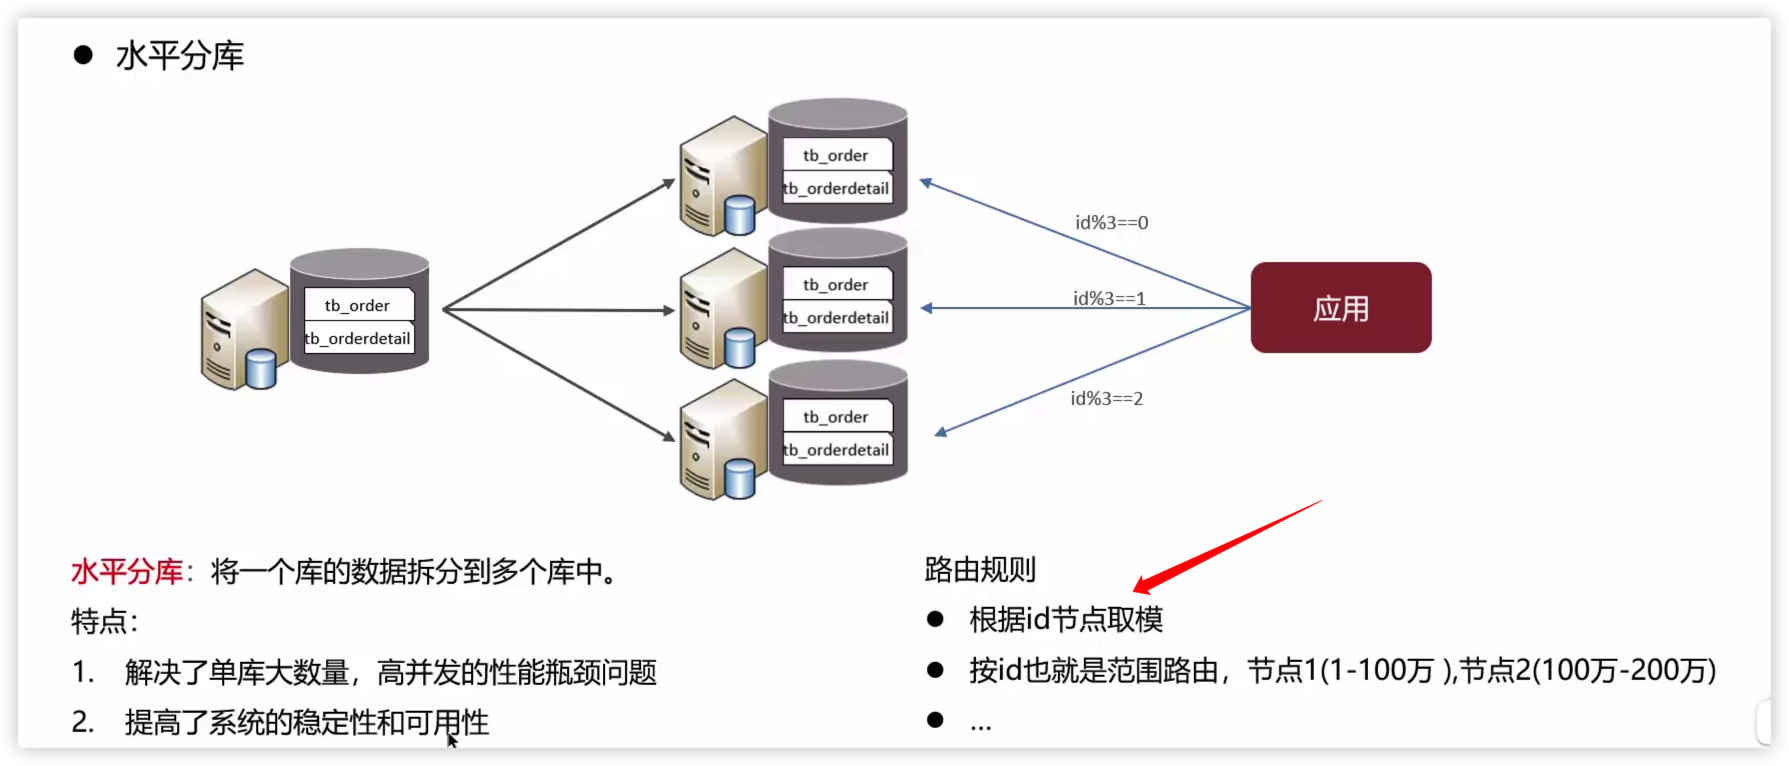 ● 水平分库
tb_order
tb_orderdetail
tb_order
tb_orderdetail
tb_order
tb_orderdetail
tb_order
tb_orderdetail
id%3==0
id%3==1
id%3==2
应用
水平分库：将一个库的数据拆分到多个库中。
特点：
1. 解决了单库大数量，高并发的性能瓶颈问题
2. 提高了系统的稳定性和可用性
路由规则
● 根据id节点取模
● 按id也就是范围路由，节点1(1-100万 ),节点2(100万-200万)
● ...